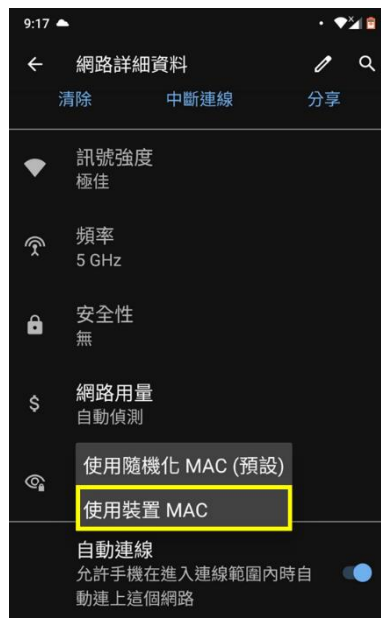 9:17
網路詳細資料
清除 中斷連線 分享
訊號強度
極佳
頻率
5 GHz
安全性
無
網路用量
自動偵測
使用隨機化 MAC (預設)
使用裝置 MAC
自動連線
允許手機在進入連線範圍內時自
動連上這個網路